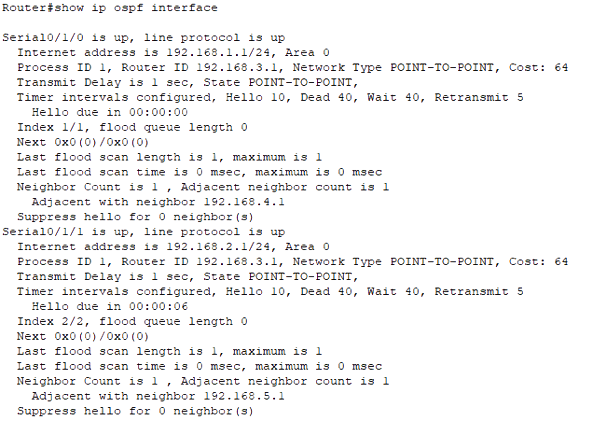 Router#show ip ospf interface
Serial0/1/0 is up, line protocol is up
Internet address is 192.168.1.1/24, Area 0
Process ID 1, Router ID 192.168.3.1, Network Type POINT-TO-POINT, Cost: 64
Transmit Delay is 1 sec, State POINT-TO-POINT,
Timer intervals configured, Hello 10, Dead 40, Wait 40, Retransmit 5
Hello due in 00:00:00
Index 1/1, flood queue length 0
Next 0x0(0)/0x0(0)
Last flood scan length is 1, maximum is 1
Last flood scan time is 0 msec, maximum is 0 msec
Neighbor Count is 1 , Adjacent neighbor count is 1
Adjacent with neighbor 192.168.4.1
Suppress hello for 0 neighbor(s)
Serial0/1/1 is up, line protocol is up
Internet address is 192.168.2.1/24, Area 0
Process ID 1, Router ID 192.168.3.1, Network Type POINT-TO-POINT, Cost: 64
Transmit Delay is 1 sec, State POINT-TO-POINT,
Timer intervals configured, Hello 10, Dead 40, Wait 40, Retransmit 5
Hello due in 00:00:06
Index 2/2, flood queue length 0
Next 0x0(0)/0x0(0)
Last flood scan length is 1, maximum is 1
Last flood scan time is 0 msec, maximum is 0 msec
Neighbor Count is 1 , Adjacent neighbor count is 1
Adjacent with neighbor 192.168.5.1
Suppress hello for 0 neighbor(s)